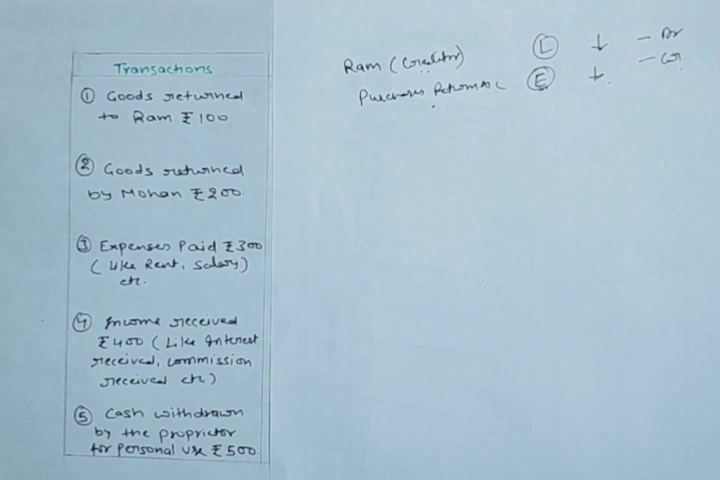 Transactions
① Goods returned
to Ram ₹100
② Goods returned
by Mohan ₹200.
③ Expenses Paid ₹300
(Like Rent, Salary)
etc.
④ Income received
₹400 (Like Interest
received, commission
received etc)
⑤ Cash withdrawn
by the proprietor
for Personal use ₹500.
Ram (Creditor) Ⓛ ↓ - Dr
Purchases Return A/c Ⓔ ↓ - Cr.